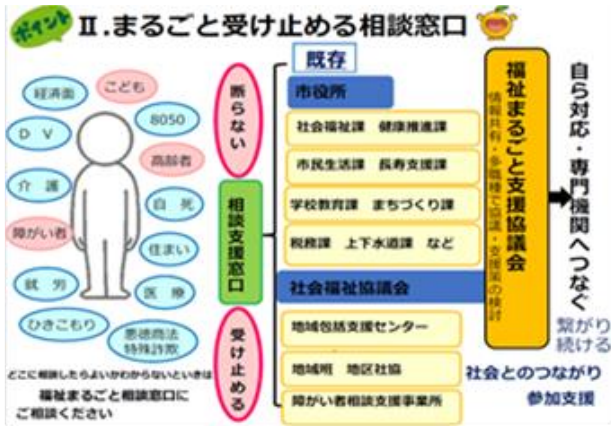 ポイント
Ⅱ.まるごと受け止める相談窓口
経済面
こども
8050
ＤＶ
高齢者
介護
自死
障がい者
住まい
就労
医療
ひきこもり
悪徳商法
特殊詐欺
どこに相談したらよいかわからないときは
福祉まるごと相談窓口に
ご相談ください
断らない
相談支援窓口
受け止める
既存
市役所
社会福祉課　健康推進課
市民生活課　長寿支援課
学校教育課　まちづくり課
税務課　上下水道課　など
社会福祉協議会
地域包括支援センター
地域班　地区社協
障がい者相談支援事業所
福祉まるごと支援協議会
情報共有・多職種で協議・支援策の検討
自ら対応・専門機関へつなぐ
繋がり
続ける
社会とのつながり
参加支援